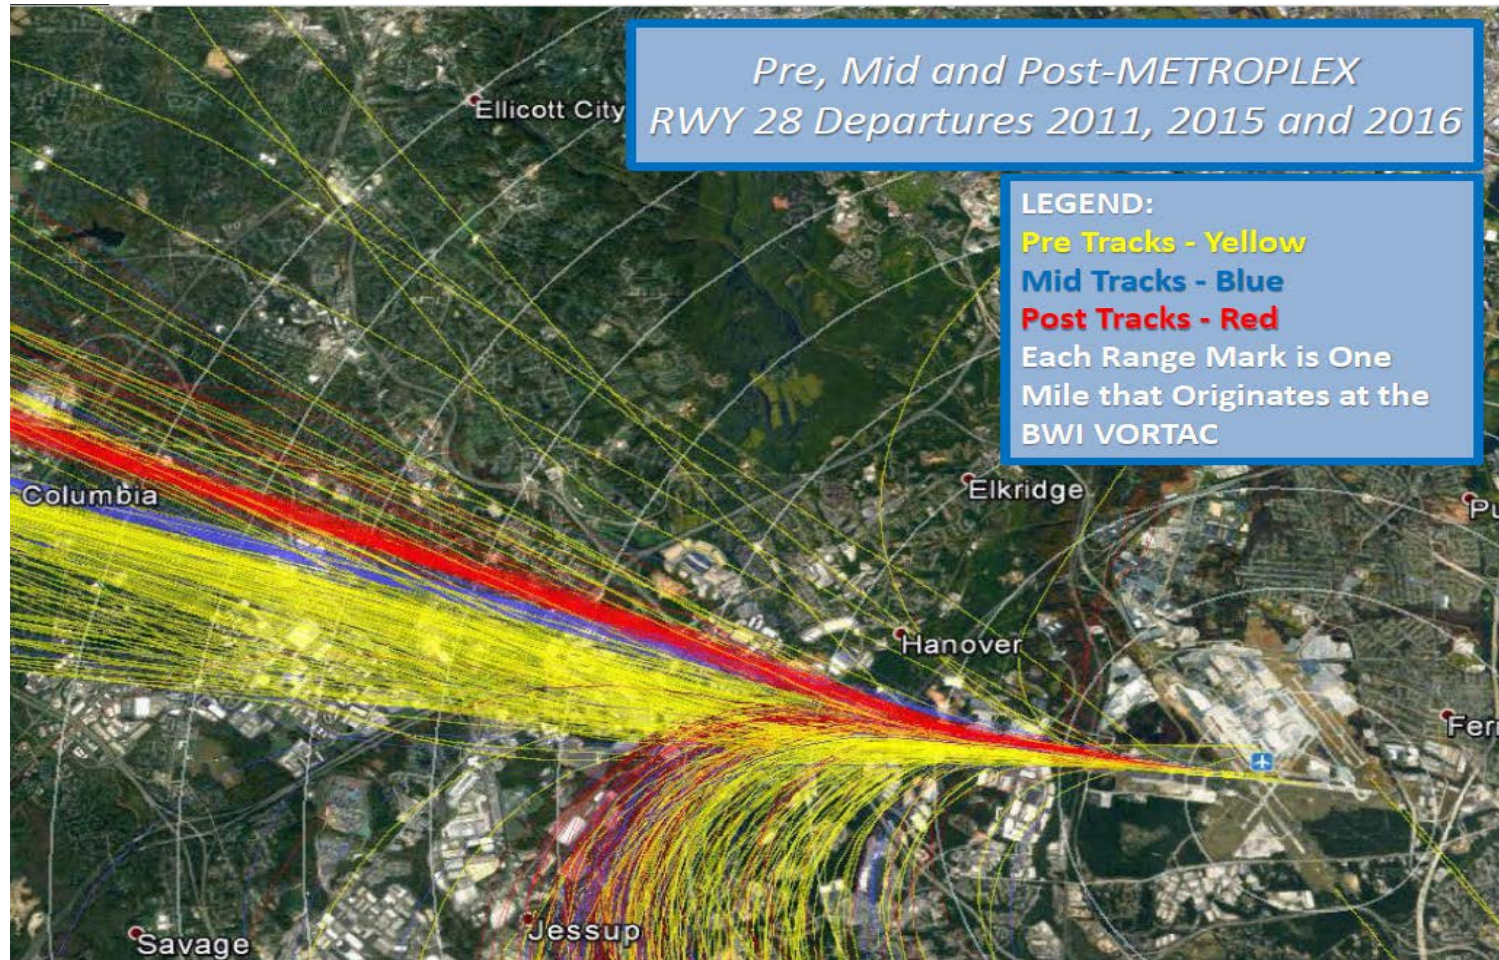 Pre, Mid and Post-METROPLEX
RWY 28 Departures 2011, 2015 and 2016
LEGEND:
Pre Tracks - Yellow
Mid Tracks - Blue
Post Tracks - Red
Each Range Mark is One
Mile that Originates at the
BWI VORTAC
Ellicott City
Columbia
Elkridge
Pu
Hanover
Fern
Jessup
Savage